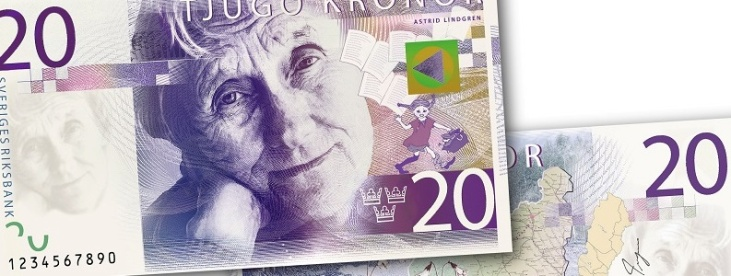 20
TJUGO KRONOR
ASTRID LINDGREN
SVERIGES RIKSBANK
20
1234567890
OR
20